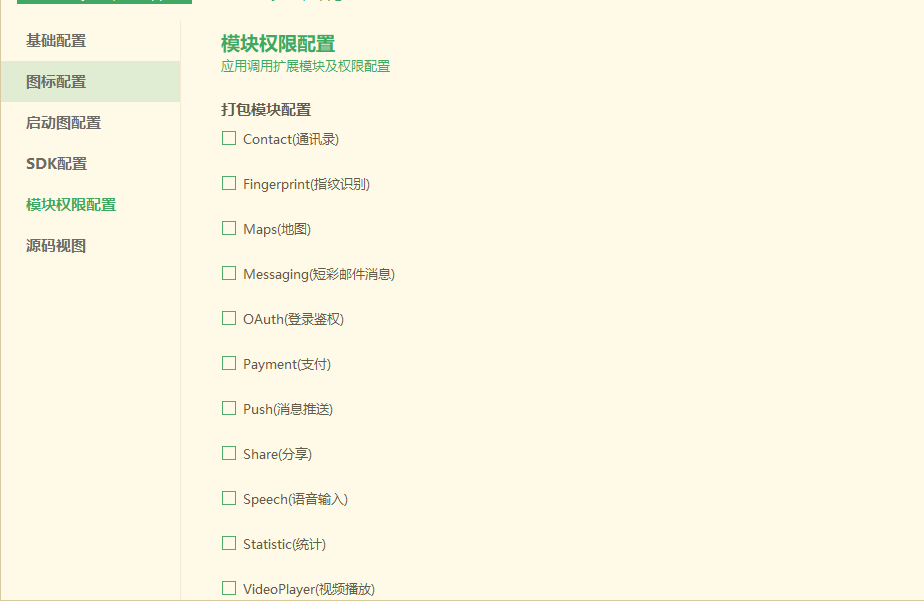 基础配置
图标配置
启动图配置
SDK配置
模块权限配置
源码视图
模块权限配置
应用调用扩展模块及权限配置
打包模块配置
Contact(通讯录)
Fingerprint(指纹识别)
Maps(地图)
Messaging(短彩邮件消息)
OAuth(登录鉴权)
Payment(支付)
Push(消息推送)
Share(分享)
Speech(语音输入)
Statistic(统计)
VideoPlayer(视频播放)